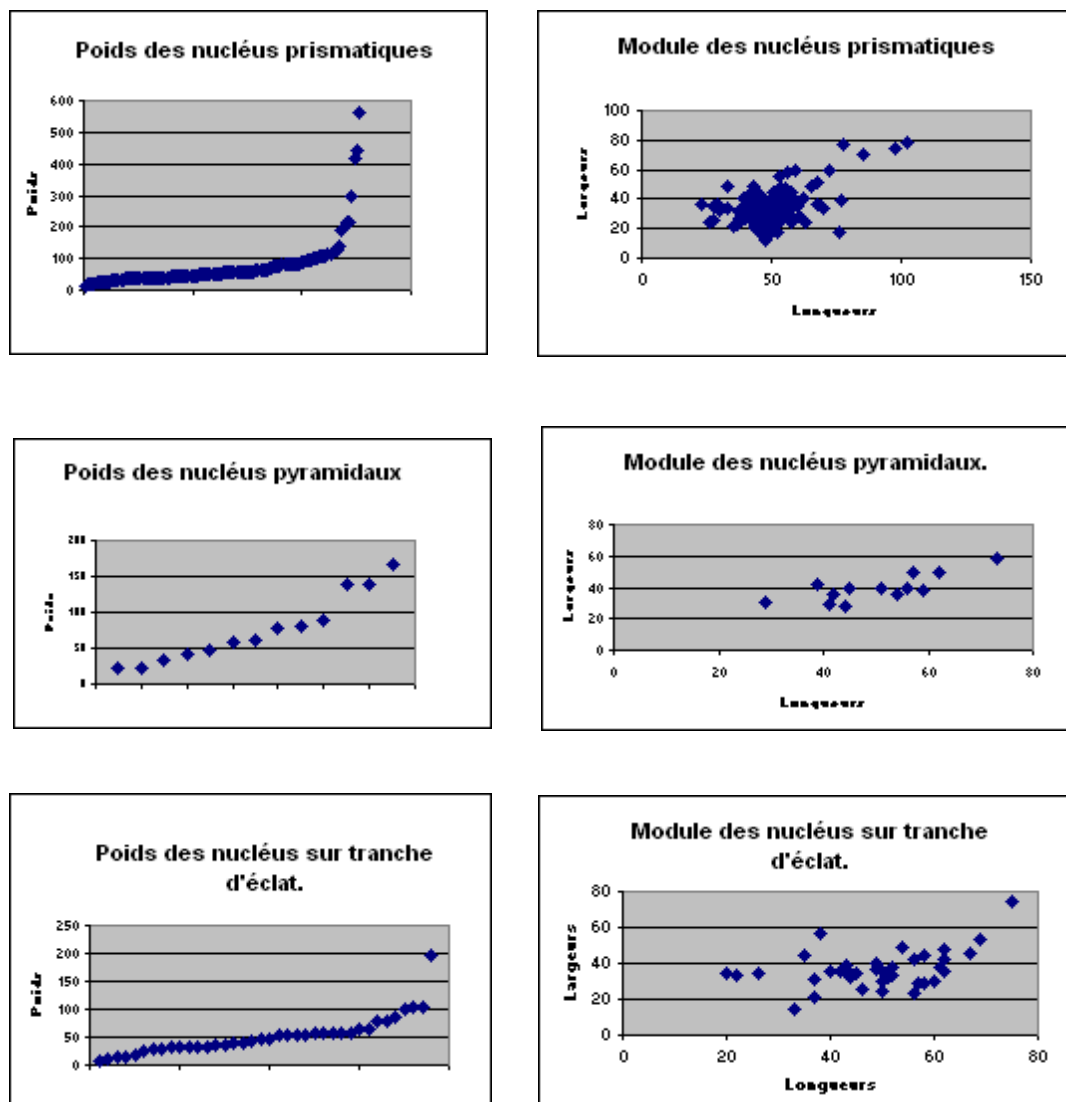 Poids des nucléus prismatiques
600
500
400
300
200
100
0
Poids
Module des nucléus prismatiques
100
80
60
40
20
0
0 50 100 150
Largeurs
Longueurs
Poids des nucléus pyramidaux
200
150
100
50
0
Poids
Module des nucléus pyramidaux.
80
60
40
20
0
0 20 40 60 80
Largeurs
Longueurs
Poids des nucléus sur tranche
d'éclat.
250
200
150
100
50
0
Poids
Module des nucléus sur tranche
d'éclat.
80
60
40
20
0
0 20 40 60 80
Largeurs
Longueurs